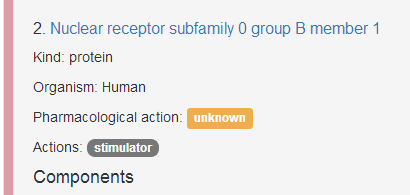 2. Nuclear receptor subfamily 0 group B member 1
Kind: protein
Organism: Human
Pharmacological action: unknown
Actions: stimulator
Components